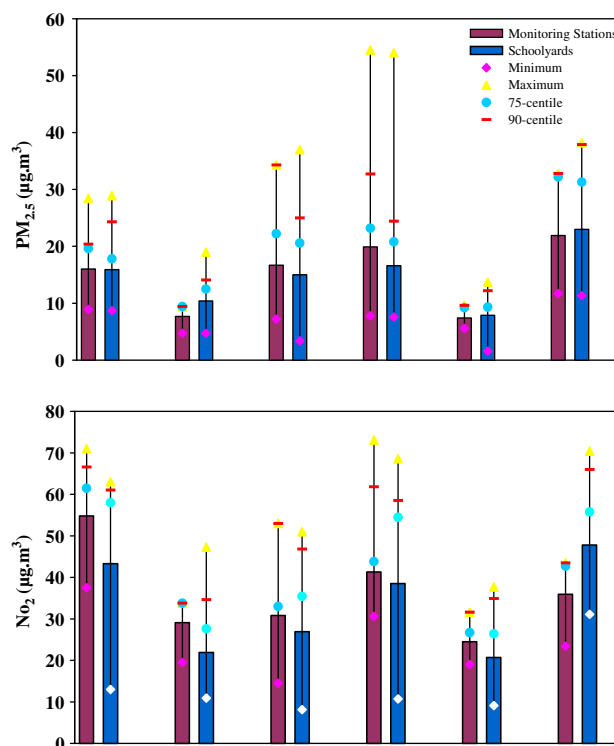 60
50
40
30
20
10
0
PM2.5 (µg.m3)
Monitoring Stations
Schoolyards
Minimum
Maximum
75-centile
90-centile
80
70
60
50
40
30
20
10
0
No2 (µg.m3)